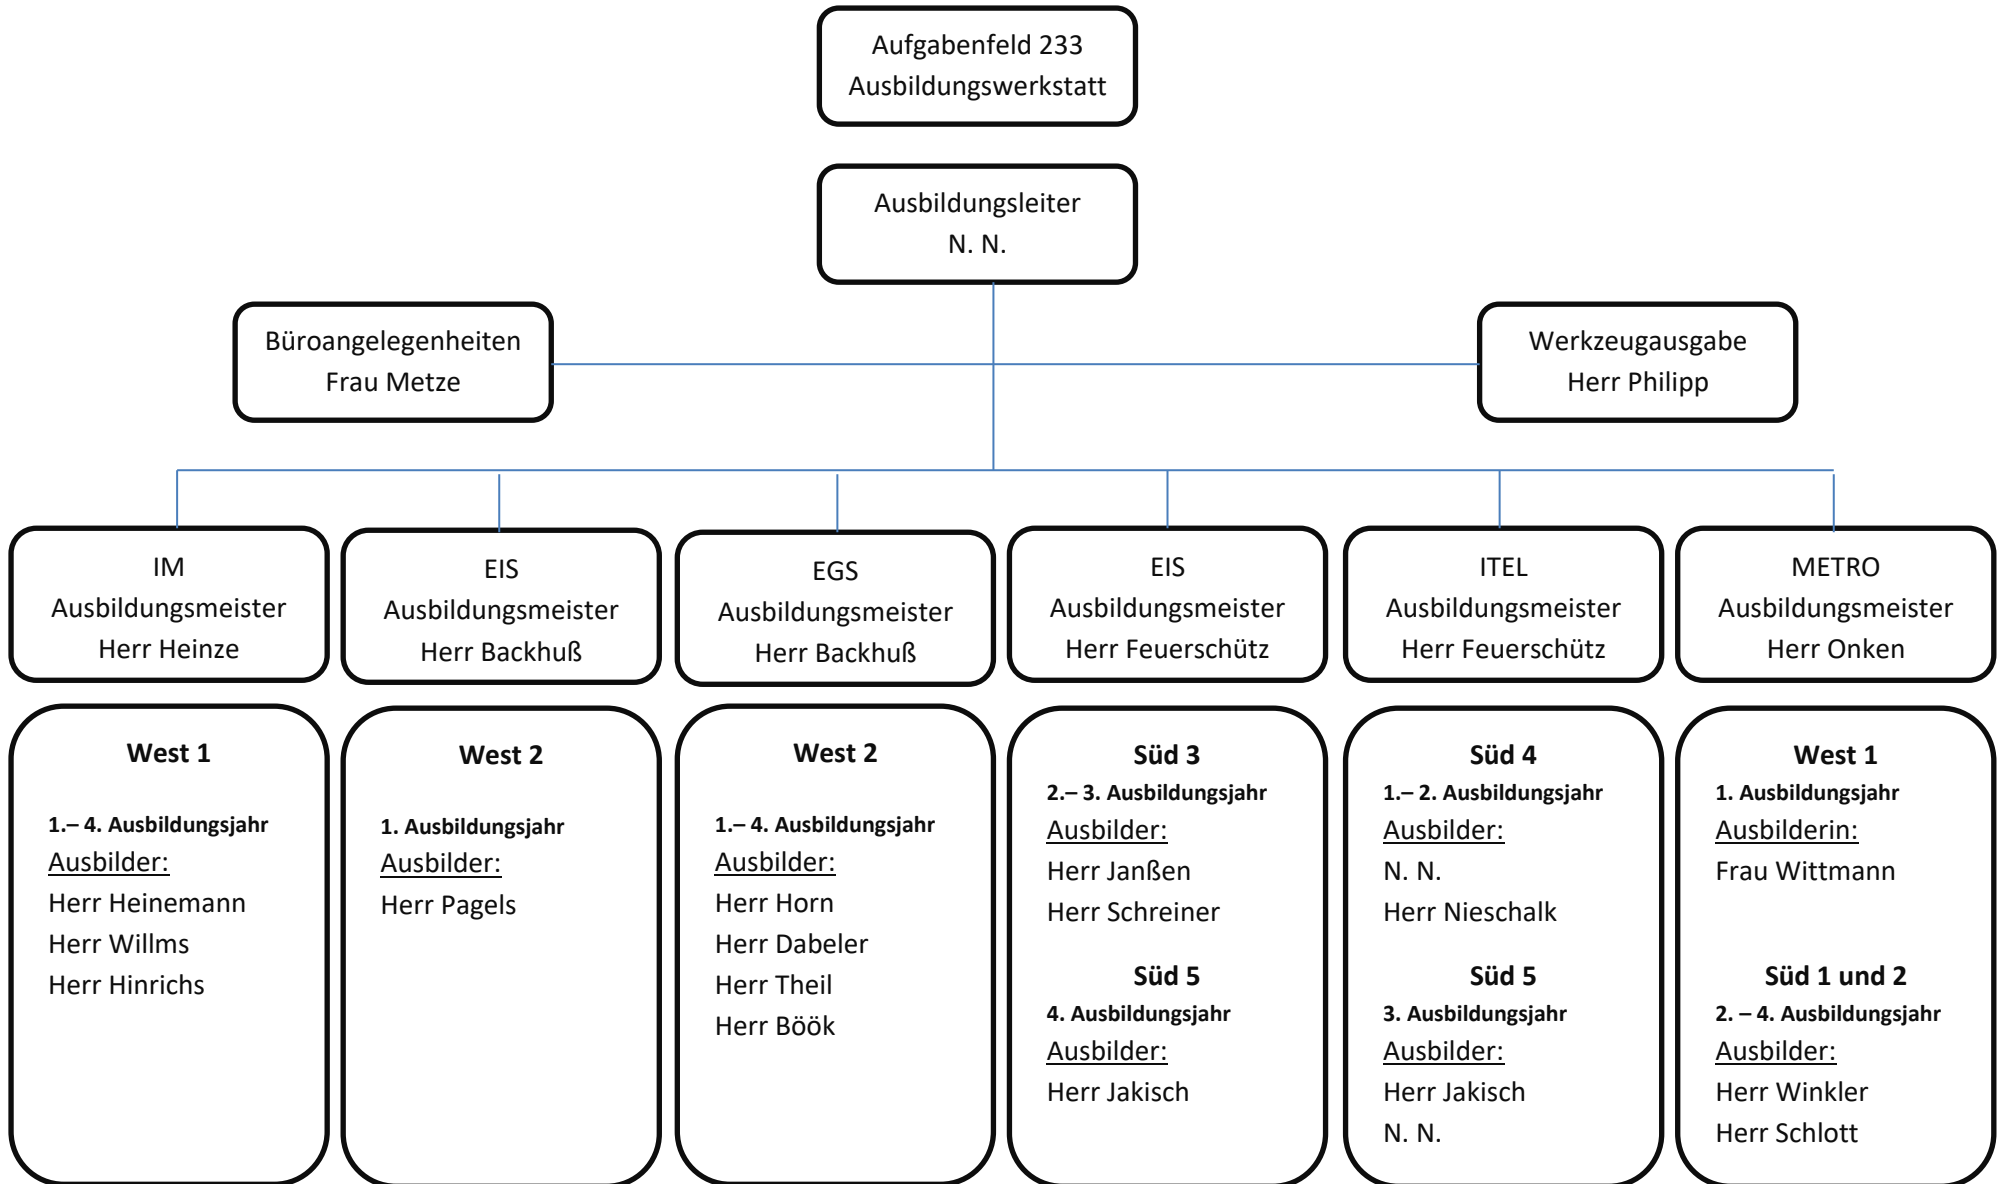 Aufgabenfeld 233
Ausbildungswerkstatt
Ausbildungsleiter
N. N.
Büroangelegenheiten
Frau Metze
Werkzeugausgabe
Herr Philipp
IM
Ausbildungsmeister
Herr Heinze
EIS
Ausbildungsmeister
Herr Backhuß
EGS
Ausbildungsmeister
Herr Backhuß
EIS
Ausbildungsmeister
Herr Feuerschütz
ITEL
Ausbildungsmeister
Herr Feuerschütz
METRO
Ausbildungsmeister
Herr Onken
West 1
1.– 4. Ausbildungsjahr
Ausbilder:
Herr Heinemann
Herr Willms
Herr Hinrichs
West 2
1. Ausbildungsjahr
Ausbilder:
Herr Pagels
West 2
1.– 4. Ausbildungsjahr
Ausbilder:
Herr Horn
Herr Dabeler
Herr Theil
Herr Böök
Süd 3
2.– 3. Ausbildungsjahr
Ausbilder:
Herr Janßen
Herr Schreiner
Süd 5
4. Ausbildungsjahr
Ausbilder:
Herr Jakisch
Süd 4
1.– 2. Ausbildungsjahr
Ausbilder:
N. N.
Herr Nieschalk
Süd 5
3. Ausbildungsjahr
Ausbilder:
Herr Jakisch
N. N.
West 1
1. Ausbildungsjahr
Ausbilderin:
Frau Wittmann
Süd 1 und 2
2. – 4. Ausbildungsjahr
Ausbilder:
Herr Winkler
Herr Schlott